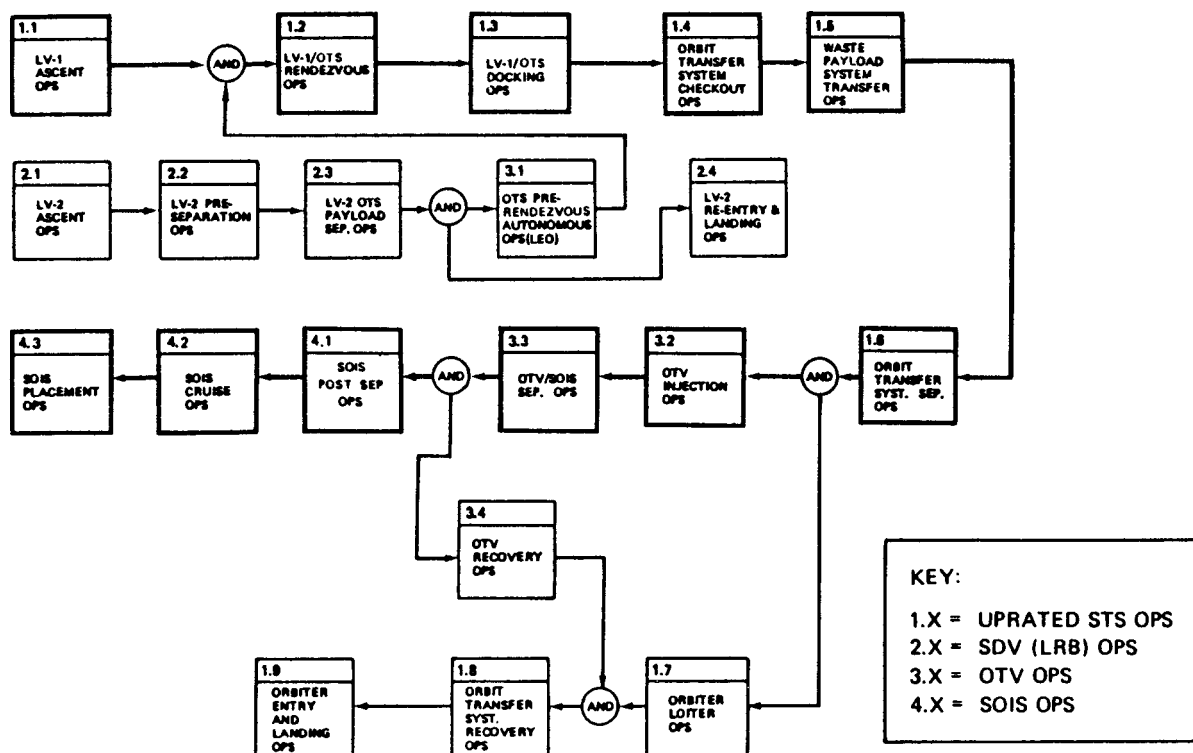 1.1
LV-1
ASCENT
OPS
AND
1.2
LV-1/OTS
RENDEZVOUS
OPS
1.3
LV-1/OTS
DOCKING
OPS
1.4
ORBIT
TRANSFER
SYSTEM
CHECKOUT
OPS
1.5
WASTE
PAYLOAD
SYSTEM
TRANSFER
OPS
2.1
LV-2
ASCENT
OPS
2.2
LV-2 PRE-
SEPARATION
OPS
2.3
LV-2 OTS
PAYLOAD
SEP. OPS
AND
3.1
OTS PRE-
RENDEZVOUS
AUTONOMOUS
OPS(LEO)
2.4
LV-2
RE-ENTRY &
LANDING
OPS
4.3
SOIS
PLACEMENT
OPS
4.2
SOIS
CRUISE
OPS
4.1
SOIS
POST SEP
OPS
AND
3.3
OTV/SOIS
SEP. OPS
3.2
OTV
INJECTION
OPS
AND
1.6
ORBIT
TRANSFER
SYST. SEP.
OPS
3.4
OTV
RECOVERY
OPS
1.9
ORBITER
ENTRY
AND
LANDING
OPS
1.8
ORBIT
TRANSFER
SYST.
RECOVERY
OPS
AND
1.7
ORBITER
LOITER
OPS
KEY:
1.X = UPRATED STS OPS
2.X = SDV (LRB) OPS
3.X = OTV OPS
4.X = SOIS OPS